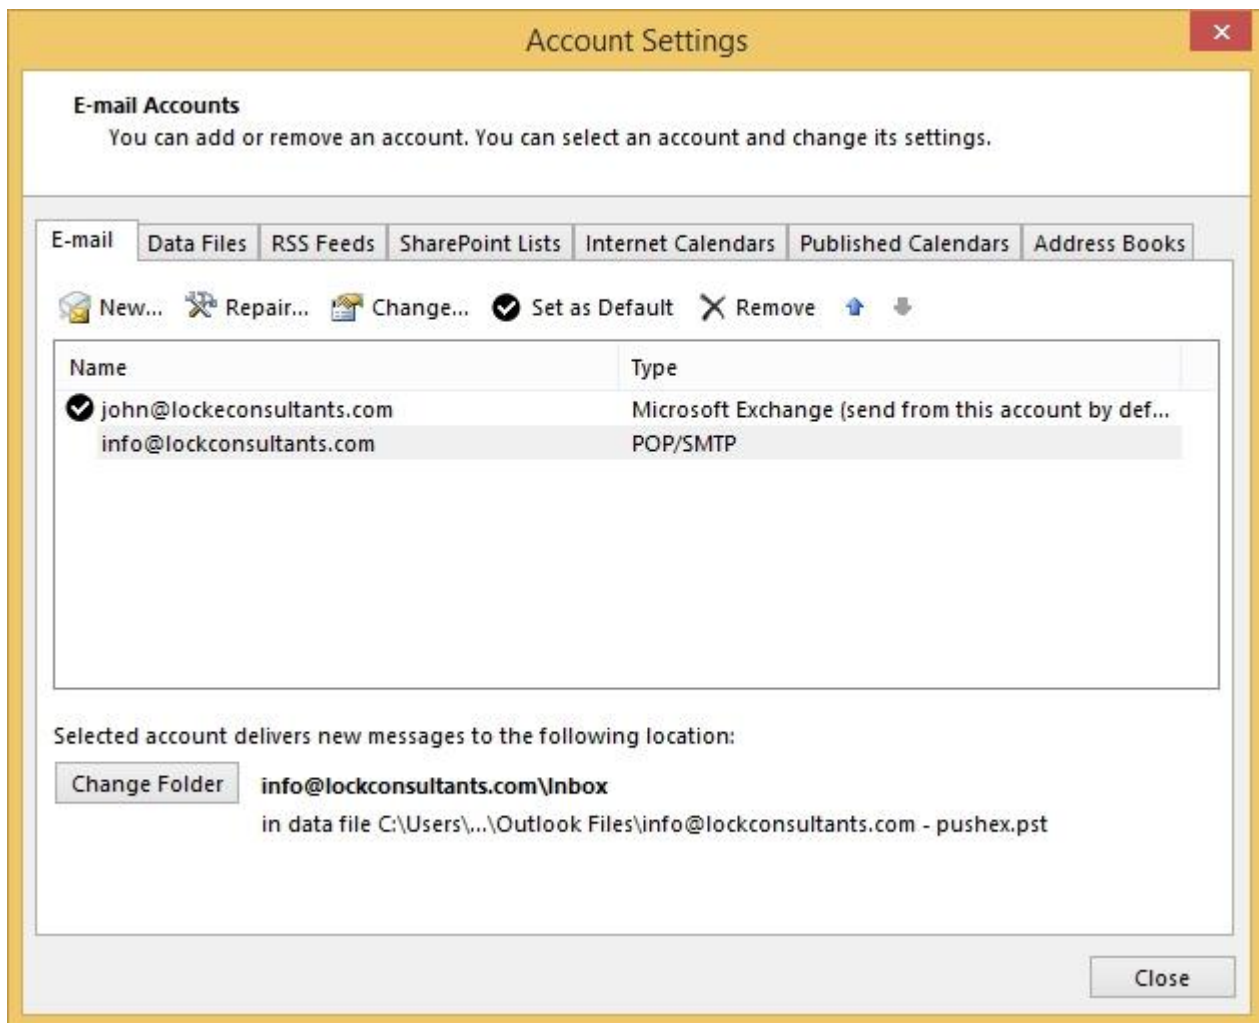 Account Settings
E-mail Accounts
You can add or remove an account. You can select an account and change its settings.
E-mail Data Files RSS Feeds SharePoint Lists Internet Calendars Published Calendars Address Books
New... Repair... Change... Set as Default Remove
Name Type
john@lockeconsultants.com Microsoft Exchange (send from this account by def...
info@lockconsultants.com POP/SMTP
Selected account delivers new messages to the following location:
Change Folder info@lockconsultants.com\Inbox
in data file C:\Users\...\Outlook Files\info@lockconsultants.com - pushex.pst
Close